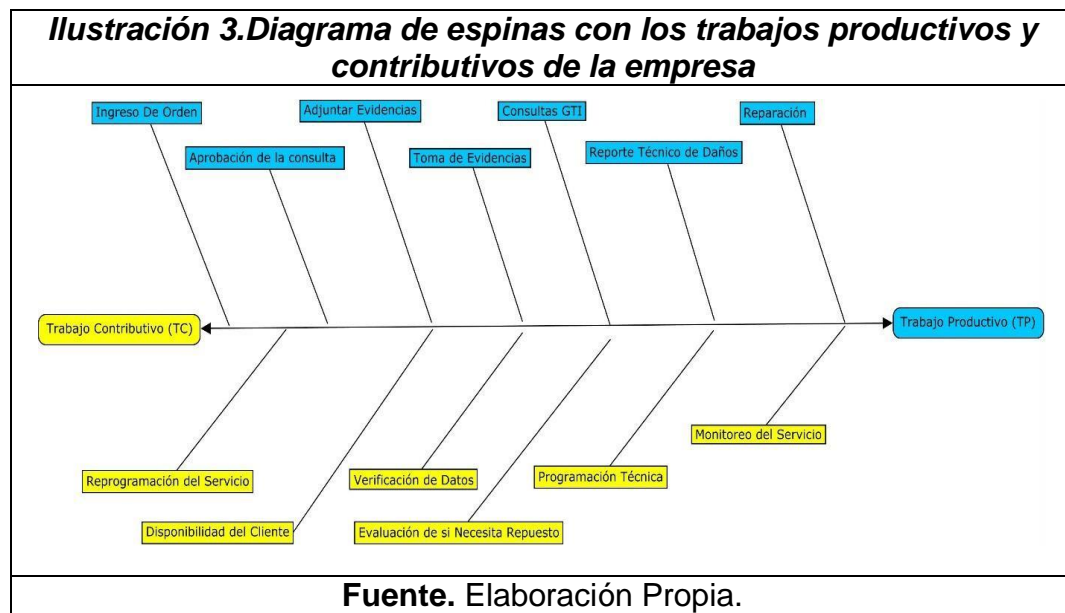 Ilustración 3.Diagrama de espinas con los trabajos productivos y
contributivos de la empresa
Ingreso De Orden
Adjuntar Evidencias
Consultas GTI
Reparación
Aprobación de la consulta
Toma de Evidencias
Reporte Técnico de Daños
Trabajo Contributivo (TC)
Trabajo Productivo (TP)
Monitoreo del Servicio
Reprogramación del Servicio
Verificación de Datos
Programación Técnica
Disponibilidad del Cliente
Evaluación de si Necesita Repuesto
Fuente. Elaboración Propia.